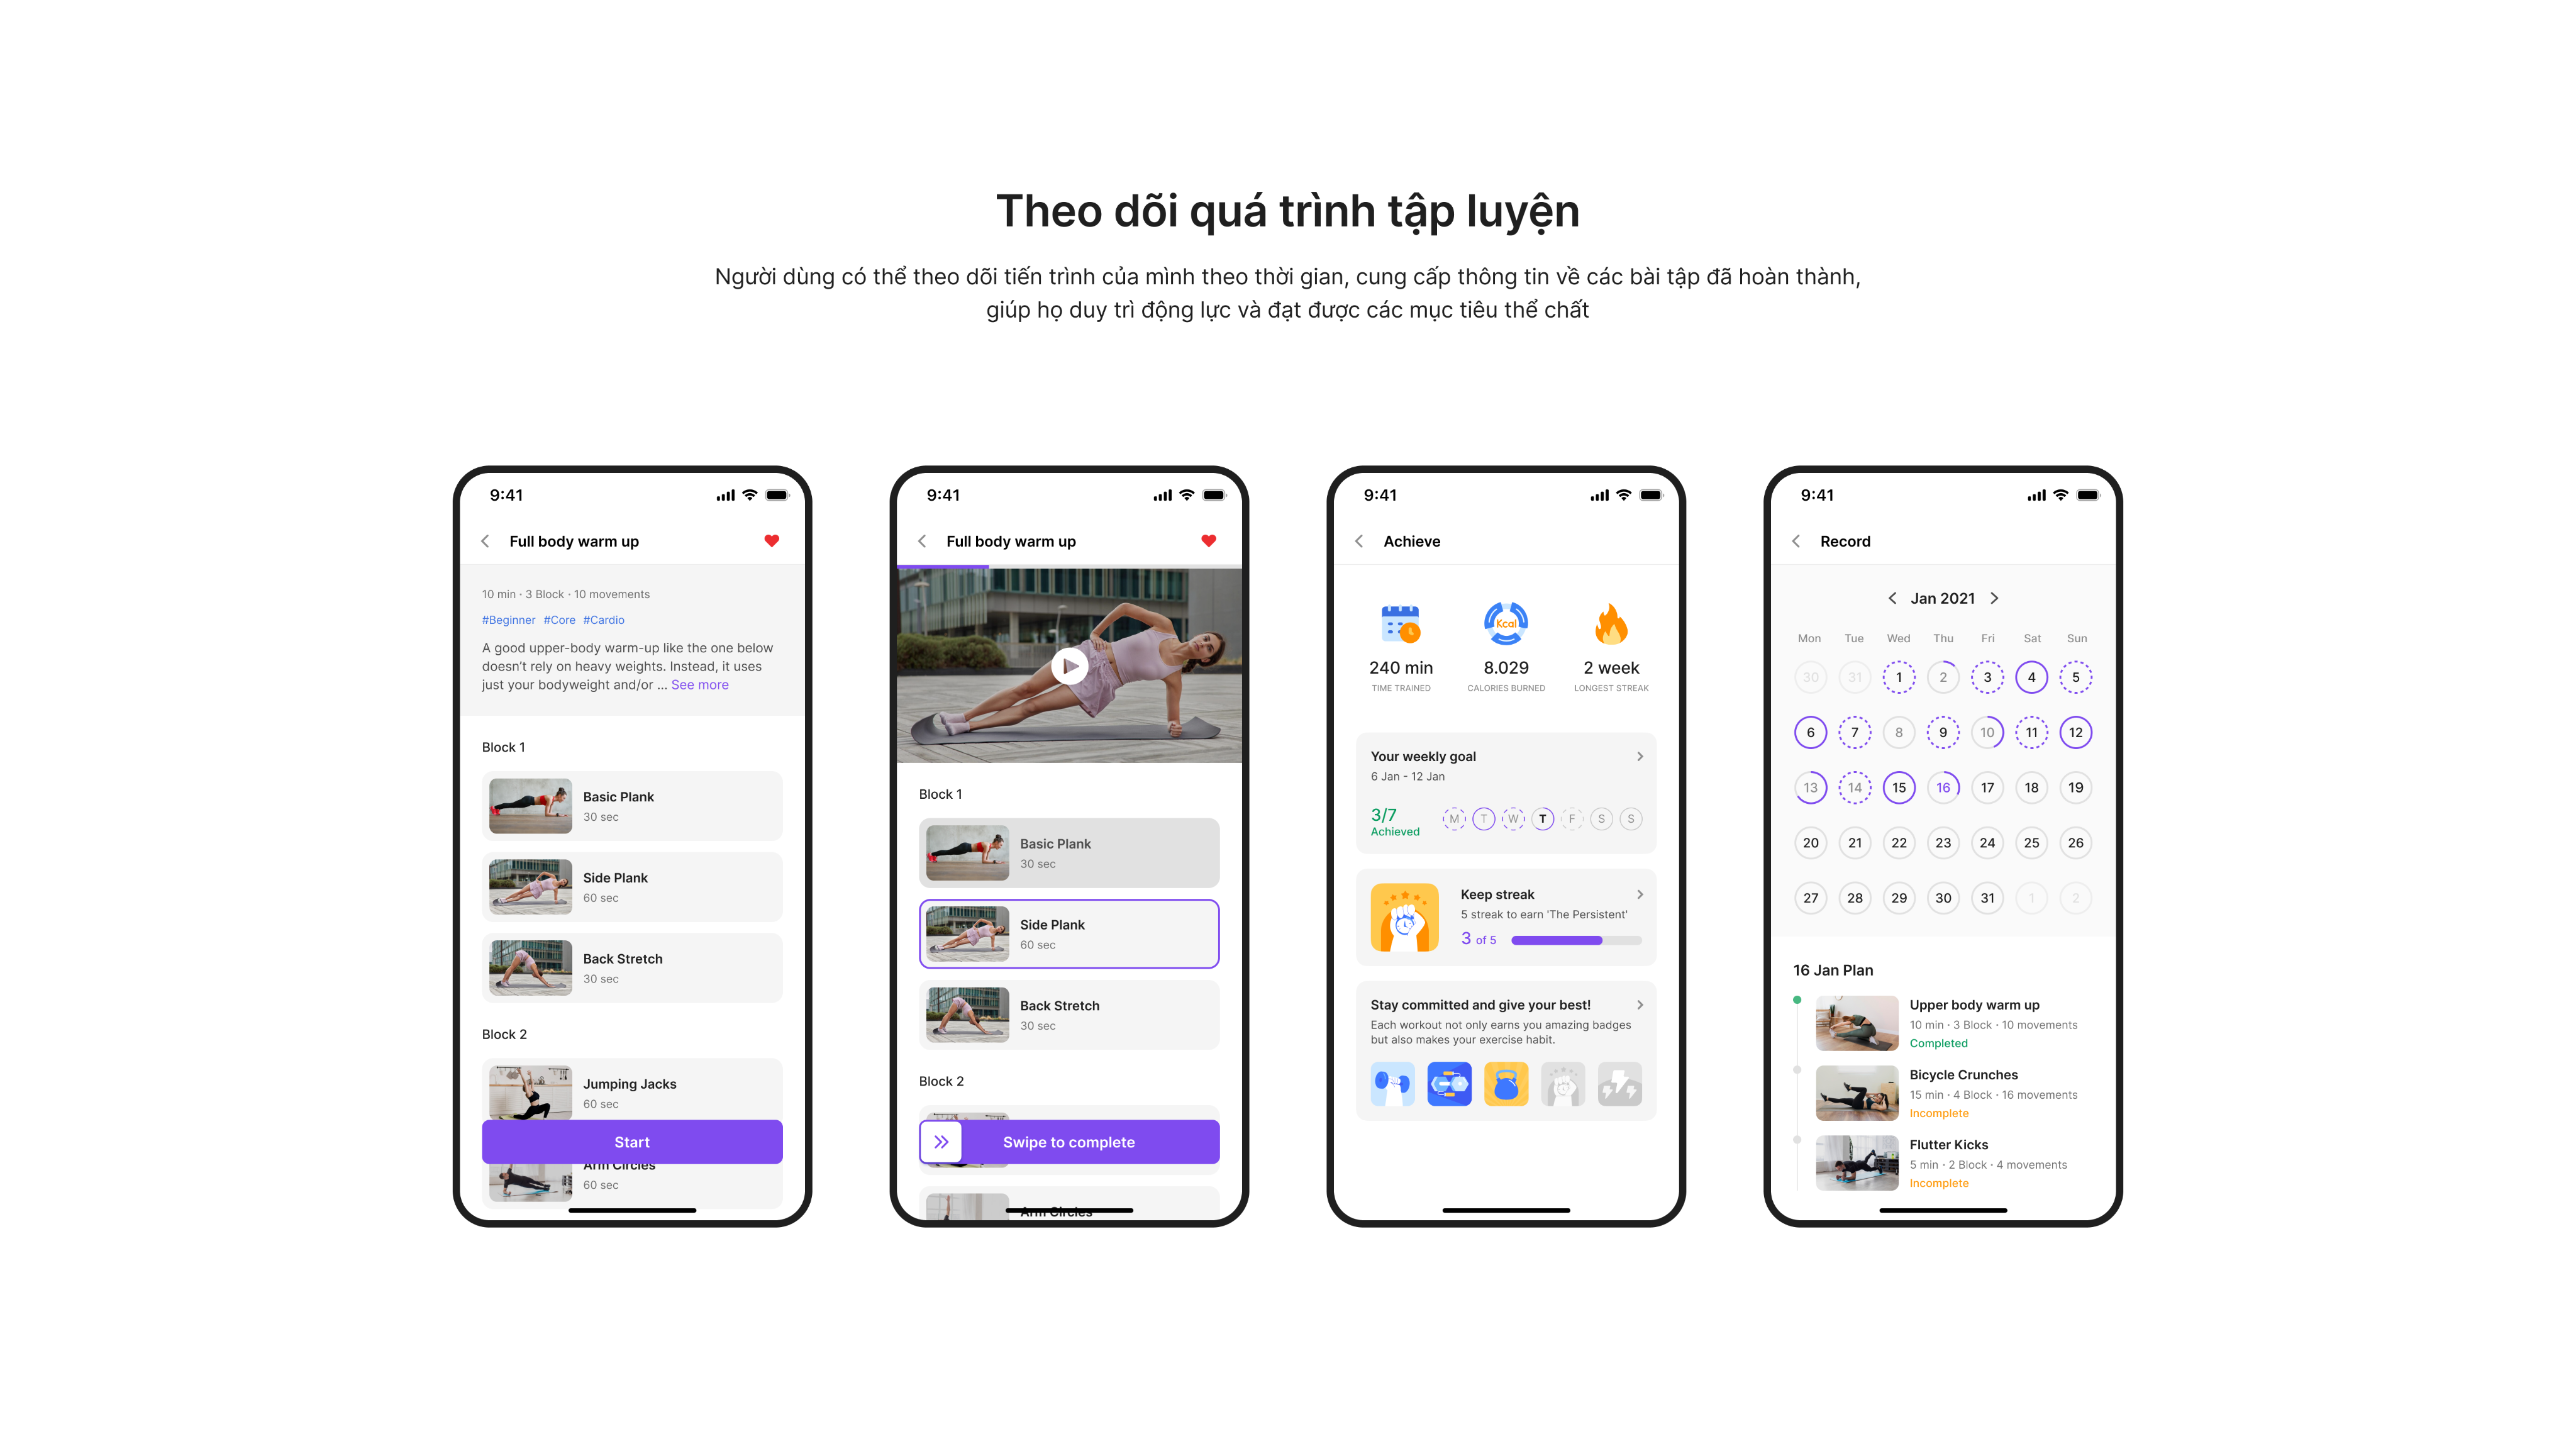 Theo dõi quá trình tập luyện
Người dùng có thể theo dõi tiến trình của mình theo thời gian, cung cấp thông tin về các bài tập đã hoàn thành,
giúp họ duy trì động lực và đạt được các mục tiêu thể chất
9:41
Full body warm up
10 min · 3 Block · 10 movements
#Beginner #Core #Cardio
A good upper-body warm-up like the one below
doesn't rely on heavy weights. Instead, it uses
just your bodyweight and/or ... See more
Block 1
Basic Plank
30 sec
Side Plank
60 sec
Back Stretch
30 sec
Block 2
Jumping Jacks
60 sec
Start
Arm Circles
60 sec
9:41
Full body warm up
Block 1
Basic Plank
30 sec
Side Plank
60 sec
Back Stretch
30 sec
Block 2
Swipe to complete
Arm Circles
9:41
Achieve
Kcal
240 min 8.029 2 week
TIME TRAINED CALORIES BURNED LONGEST STREAK
Your weekly goal
6 Jan - 12 Jan
3/7
Achieved
M T W T F S S
Keep streak
5 streak to earn 'The Persistent'
3 of 5
Stay committed and give your best!
Each workout not only earns you amazing badges
but also makes your exercise habit.
9:41
Record
Jan 2021
Mon Tue Wed Thu Fri Sat Sun
30 31 1 2 3 4 5
6 7 8 9 10 11 12
13 14 15 16 17 18 19
20 21 22 23 24 25 26
27 28 29 30 31 1 2
16 Jan Plan
Upper body warm up
10 min · 3 Block · 10 movements
Completed
Bicycle Crunches
15 min · 4 Block · 16 movements
Incomplete
Flutter Kicks
5 min · 2 Block · 4 movements
Incomplete